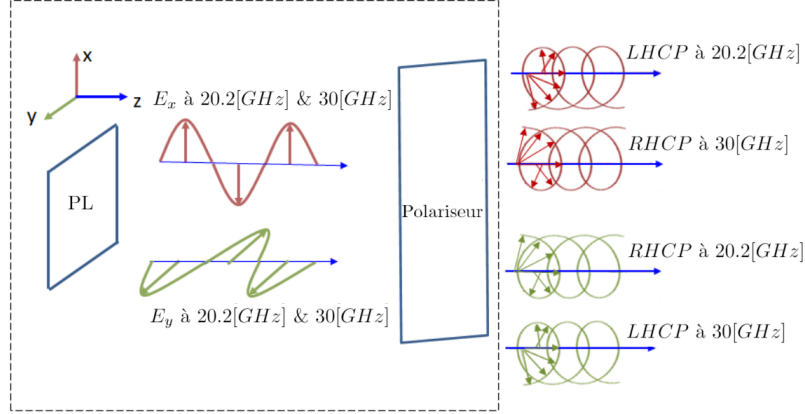 x
y
z
E_x à 20.2[GHz] & 30[GHz]
PL
Polariseur
E_y à 20.2[GHz] & 30[GHz]
LHCP à 20.2[GHz]
RHCP à 30[GHz]
RHCP à 20.2[GHz]
LHCP à 30[GHz]